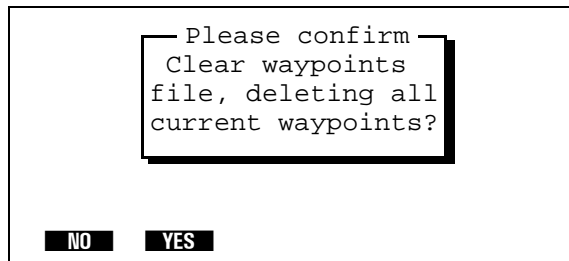 Please confirm
Clear waypoints
file, deleting all
current waypoints?
NO YES